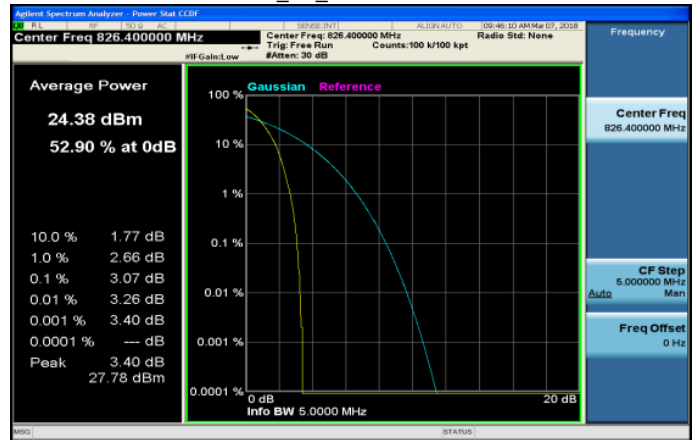 Agilent Spectrum Analyzer - Power Stat CCDF
RL RF 50 Ω AC SENSE:INT ALIGN AUTO 09:46:10 AM Mar 07, 2018
Center Freq 826.400000 MHz
Center Freq: 826.400000 MHz Radio Std: None
Trig: Free Run Counts:100 k/100 kpt
#IFGain:Low #Atten: 30 dB
Frequency
Average Power
24.38 dBm
52.90 % at 0dB
10.0 % 1.77 dB
1.0 % 2.66 dB
0.1 % 3.07 dB
0.01 % 3.26 dB
0.001 % 3.40 dB
0.0001 % --- dB
Peak 3.40 dB
27.78 dBm
Gaussian Reference
100 %
10 %
1 %
0.1 %
0.01 %
0.001 %
0.0001 %
0 dB 20 dB
Info BW 5.0000 MHz
Center Freq
826.400000 MHz
CF Step
5.000000 MHz
Auto Man
Freq Offset
0 Hz
MSG STATUS